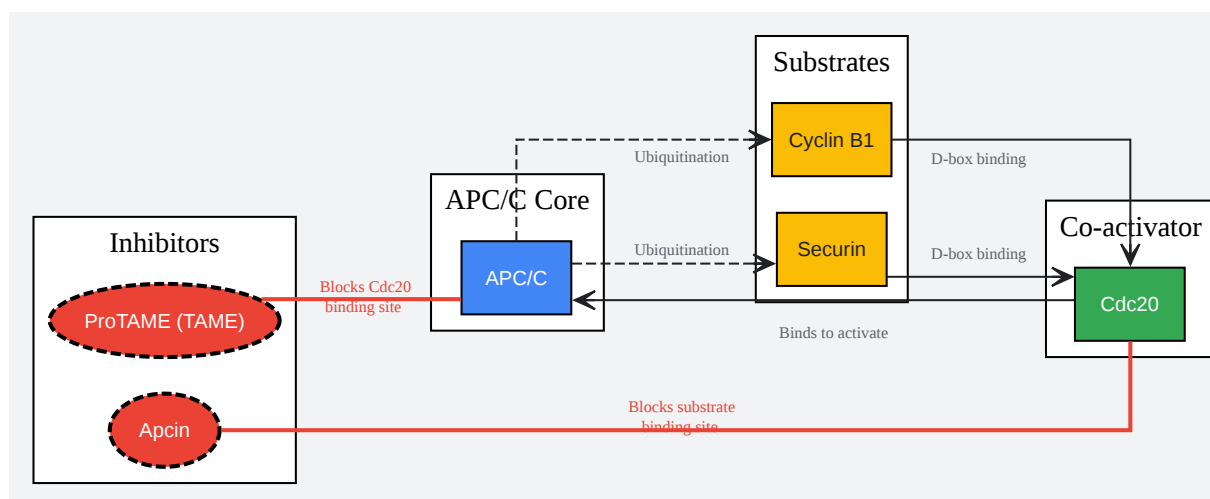 Substrates
Cyclin B1
Ubiquitination
D-box binding
APC/C Core
Co-activator
Inhibitors
Securin
Ubiquitination
D-box binding
APC/C
Blocks Cdc20
binding site
Cdc20
ProTAME (TAME)
Binds to activate
Blocks substrate
binding site
Apcin